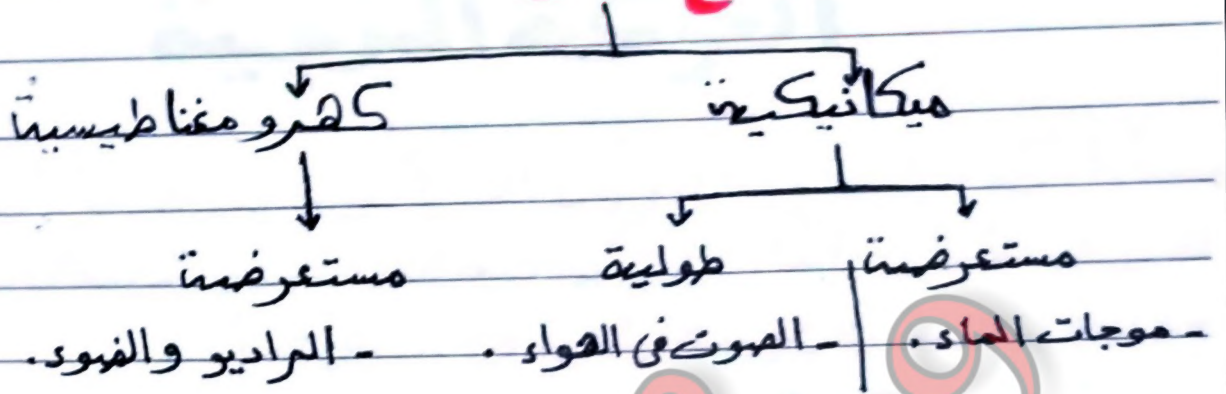 ميكانيكية كهرومغناطيسية
مستعرضة طولية مستعرضة
- موجات الماء. - الصوت في الهواء. - الراديو والضوء.